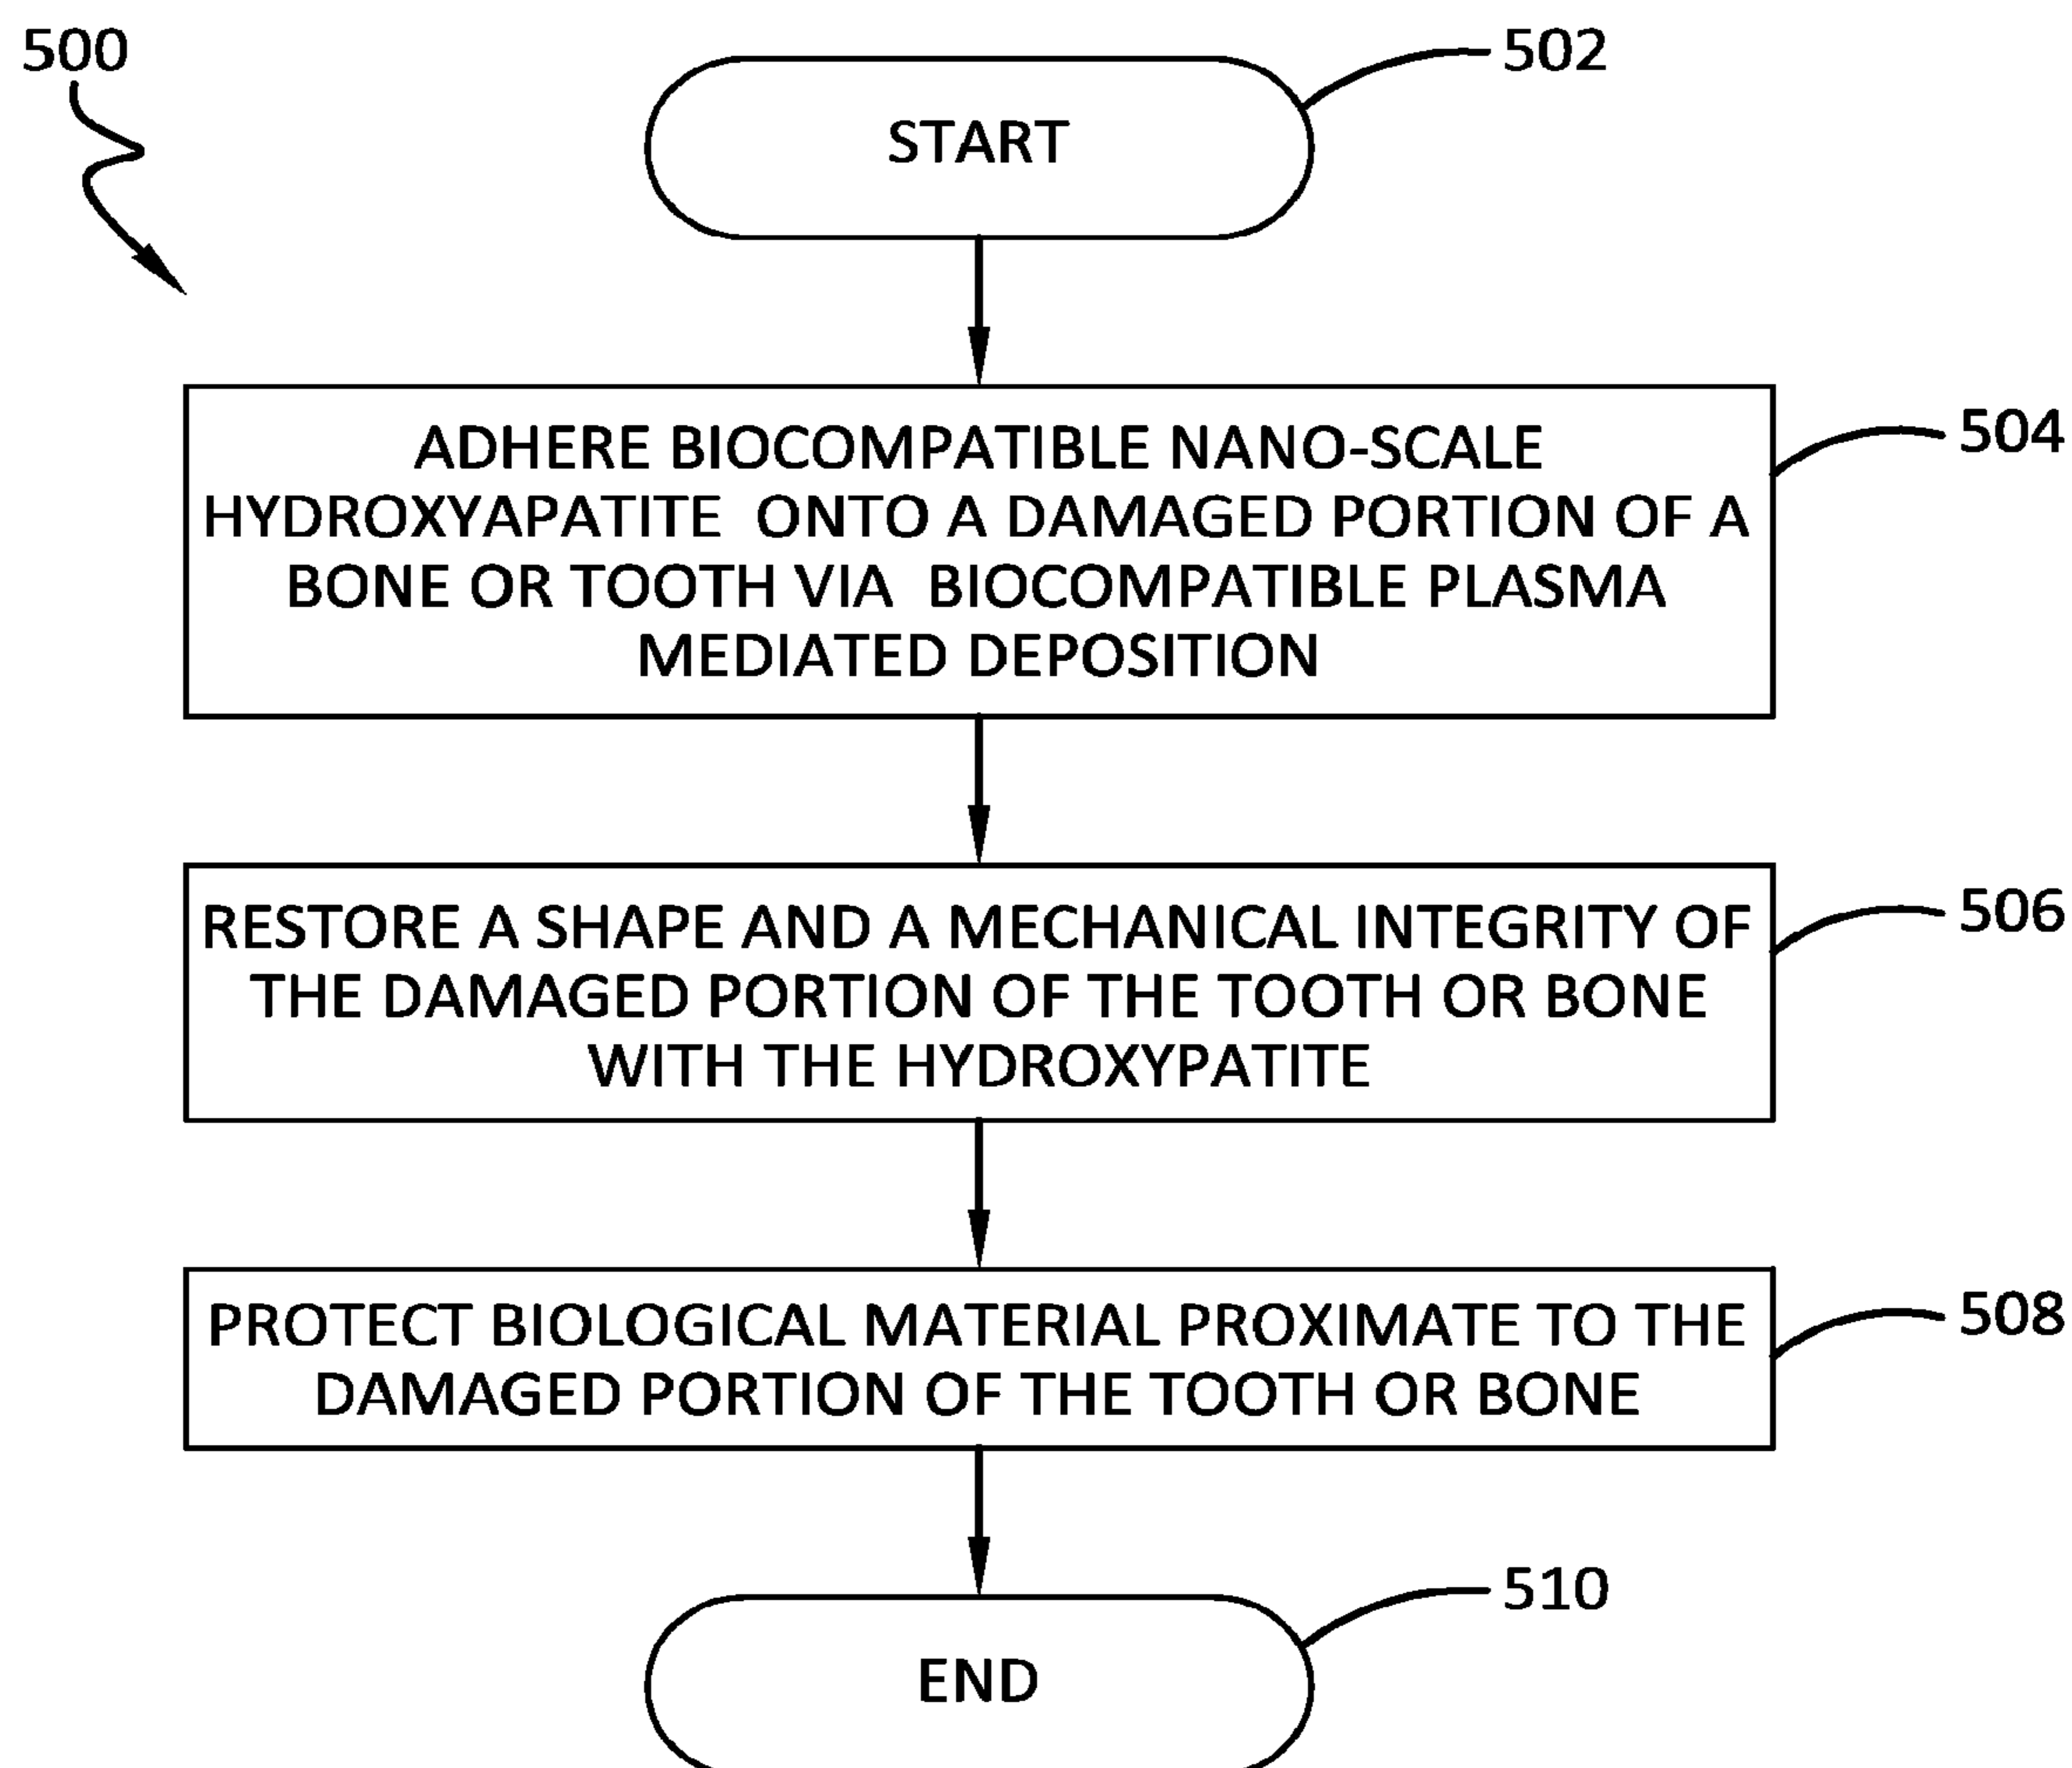 500
502
START
504
ADHERE BIOCOMPATIBLE NANO-SCALE
HYDROXYAPATITE ONTO A DAMAGED PORTION OF A
BONE OR TOOTH VIA BIOCOMPATIBLE PLASMA
MEDIATED DEPOSITION
506
RESTORE A SHAPE AND A MECHANICAL INTEGRITY OF
THE DAMAGED PORTION OF THE TOOTH OR BONE
WITH THE HYDROXYPATITE
508
PROTECT BIOLOGICAL MATERIAL PROXIMATE TO THE
DAMAGED PORTION OF THE TOOTH OR BONE
510
END